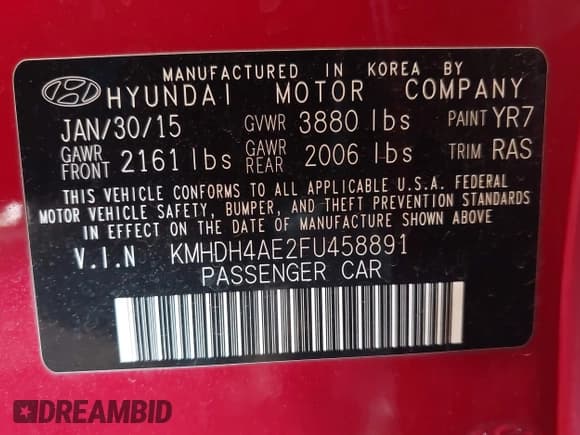 MANUFACTURED IN KOREA BY
HYUNDAI MOTOR COMPANY
JAN/30/15 GVWR 3880 lbs PAINT YR7
GAWR FRONT 2161 lbs GAWR REAR 2006 lbs TRIM RAS
THIS VEHICLE CONFORMS TO ALL APPLICABLE U.S.A. FEDERAL
MOTOR VEHICLE SAFETY, BUMPER, AND THEFT PREVENTION STANDARDS
IN EFFECT ON THE DATE OF MANUFACTURE SHOWN ABOVE
V.I.N KMHDH4AE2FU458891
PASSENGER CAR
DREAMBID